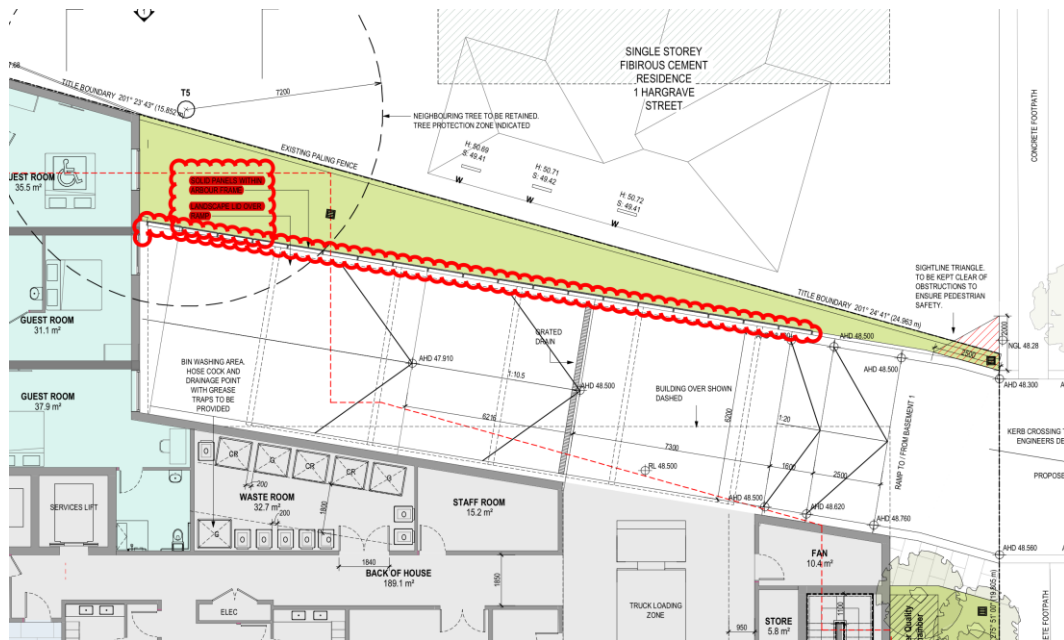 1
SINGLE STOREY
FIBIROUS CEMENT
RESIDENCE
1 HARGRAVE
STREET
7.68
TITLE BOUNDARY 201° 23' 43" (15.852 m)
T5
7200
NEIGHBOURING TREE TO BE RETAINED.
TREE PROTECTION ZONE INDICATED
CONCRETE FOOTPATH
EXISTING PALING FENCE
H: 50.71
S: 49.42
H: 50.72
S: 49.41
W
W
W
UEST ROOM
35.5 m²
SOLID PANELS WITHIN
ARBOUR FRAME
LANDSCAPE LID OVER
RAMP
SIGHTLINE TRIANGLE.
TO BE KEPT CLEAR OF
OBSTRUCTIONS TO
ENSURE PEDESTRIAN
SAFETY.
TITLE BOUNDARY 201° 24' 41" (24.963 m)
2000
2500
NGL 48.28
GUEST ROOM
31.1 m²
GRATED
DRAIN
AHD 48.500
AHD 48.500
AHD 47.910
1:10.5
AHD 48.500
AHD 48.300
BIN WASHING AREA.
HOSE COCK AND
DRAINAGE POINT
WITH GREASE
TRAPS TO BE
PROVIDED
BUILDING OVER SHOWN
DASHED
GUEST ROOM
37.9 m²
6216
6200
1:20
7300
1600
2500
RAMP TO / FROM BASEMENT 1
KERB CROSSING T
ENGINEERS DE
PROPOSE
CR
G
CR
CR
G
200
RL 48.500
WASTE ROOM
32.7 m²
1800
200
G
STAFF ROOM
15.2 m²
AHD 48.500
AHD 48.620
AHD 48.760
SERVICES LIFT
AHD 48.560
FAN
10.4 m²
1840
BACK OF HOUSE
189.1 m²
1850
TRUCK LOADING
ZONE
ELEC
1100
STORE
5.8 m²
950
Quality
CRETE FOOTPATH